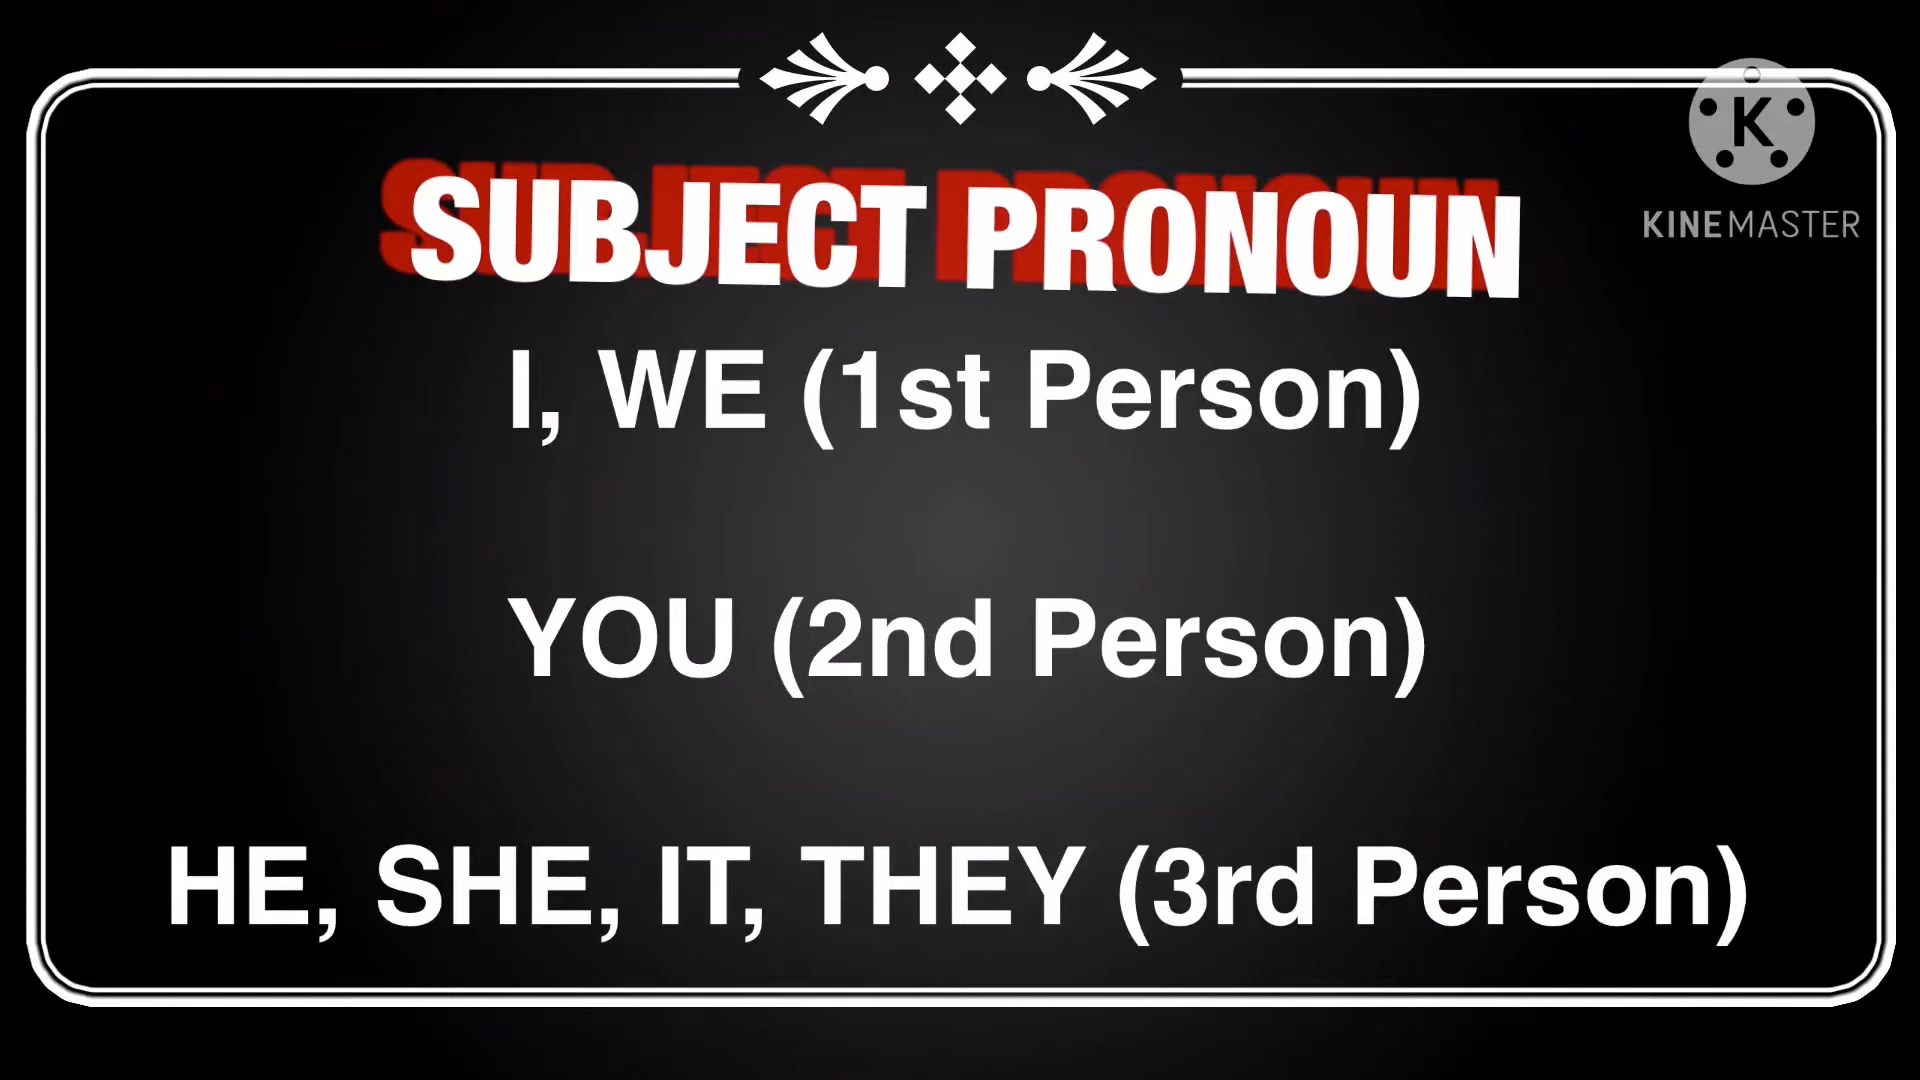 K
KINEMASTER
SUBJECT PRONOUN
I, WE (1st Person)
YOU (2nd Person)
HE, SHE, IT, THEY (3rd Person)